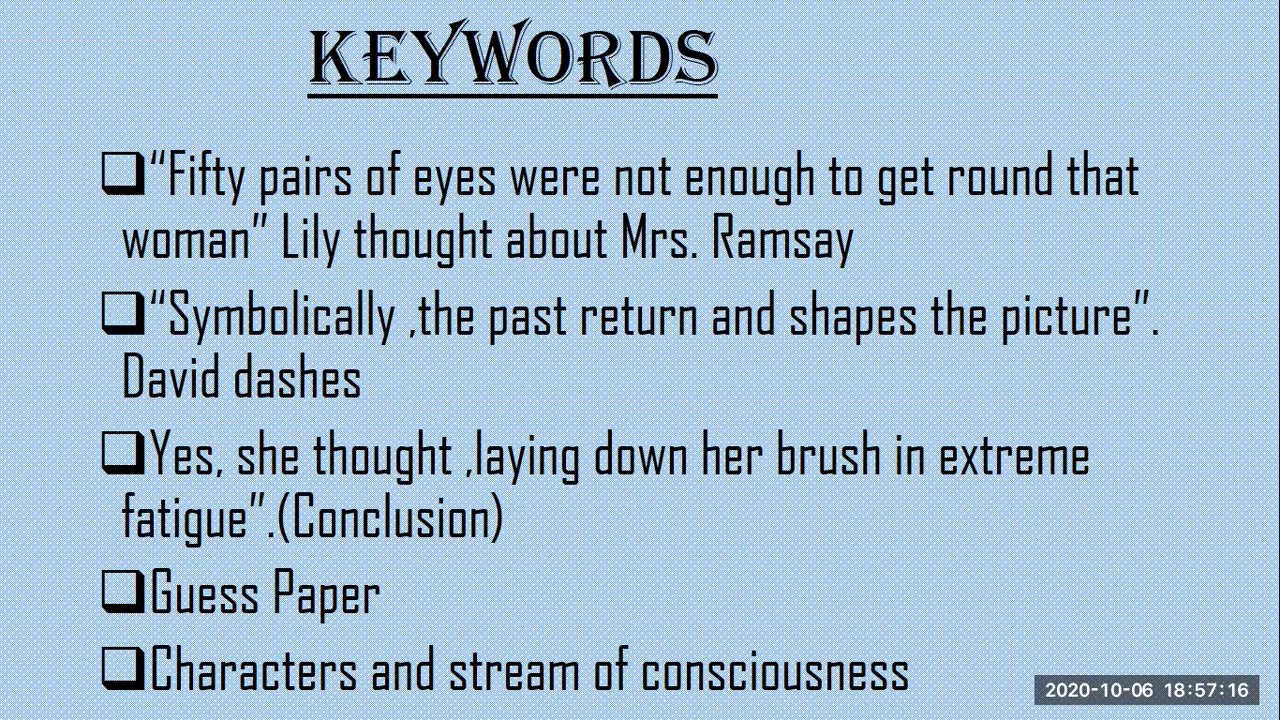 KEYWORDS
❑“Fifty pairs of eyes were not enough to get round that
woman” Lily thought about Mrs. Ramsay
❑“Symbolically ,the past return and shapes the picture”.
David dashes
❑Yes, she thought ,laying down her brush in extreme
fatigue”.(Conclusion)
❑Guess Paper
❑Characters and stream of consciousness
2020-10-06 18:57:16